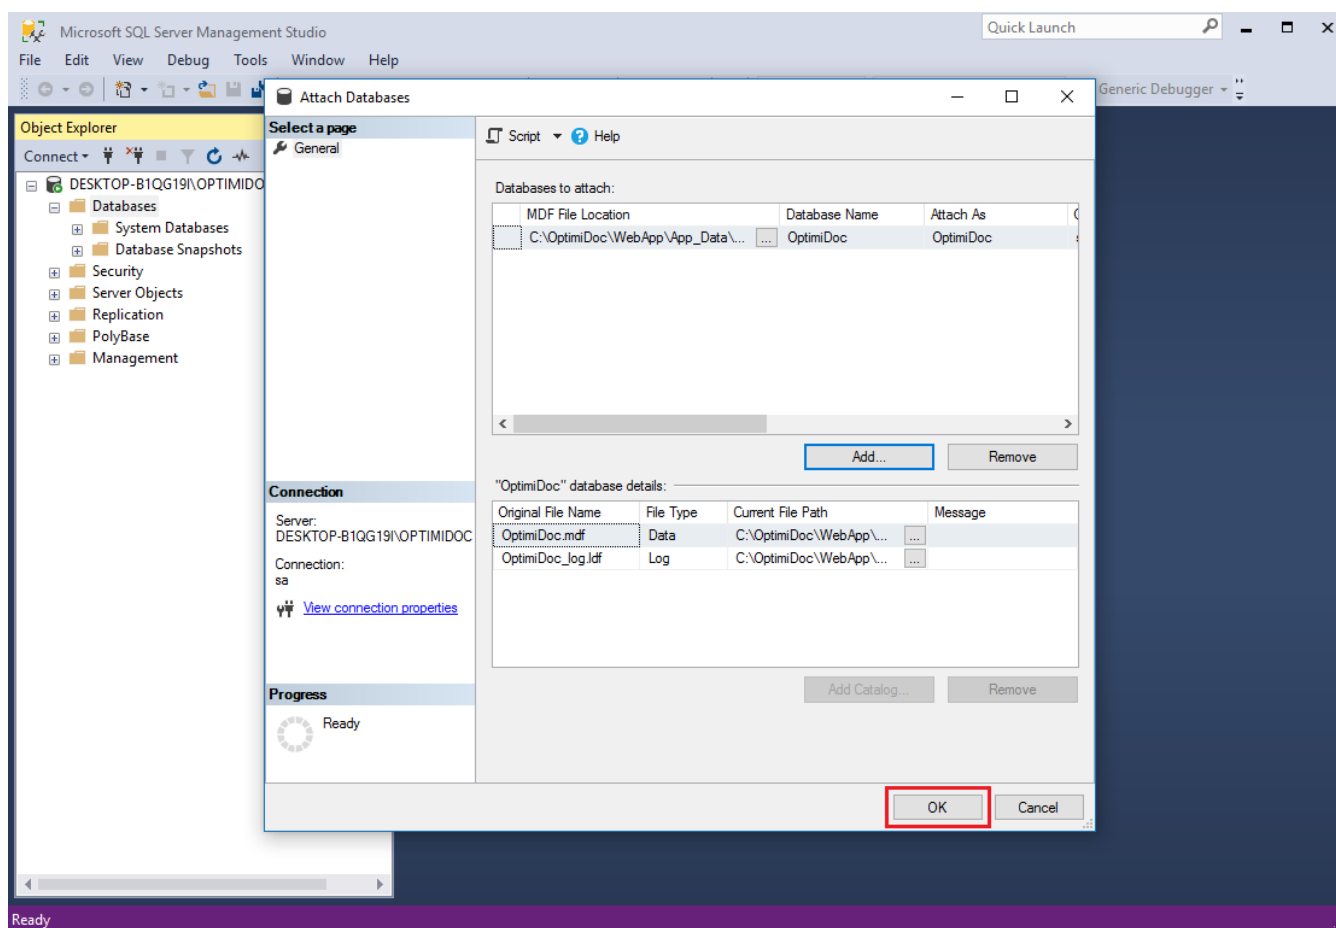 Microsoft SQL Server Management Studio
Quick Launch
File Edit View Debug Tools Window Help
Generic Debugger
Attach Databases
Object Explorer
Connect
DESKTOP-B1QG19I\OPTIMIDO
Databases
System Databases
Database Snapshots
Security
Server Objects
Replication
PolyBase
Management
Select a page
General
Script Help
Databases to attach:
MDF File Location Database Name Attach As
C:\OptimiDoc\WebApp\App_Data\... ... OptimiDoc OptimiDoc
Add... Remove
"OptimiDoc" database details:
Original File Name File Type Current File Path Message
OptimiDoc.mdf Data C:\OptimiDoc\WebApp\... ...
OptimiDoc_log.ldf Log C:\OptimiDoc\WebApp\... ...
Add Catalog... Remove
Connection
Server:
DESKTOP-B1QG19I\OPTIMIDOC
Connection:
sa
View connection properties
Progress
Ready
OK Cancel
Ready